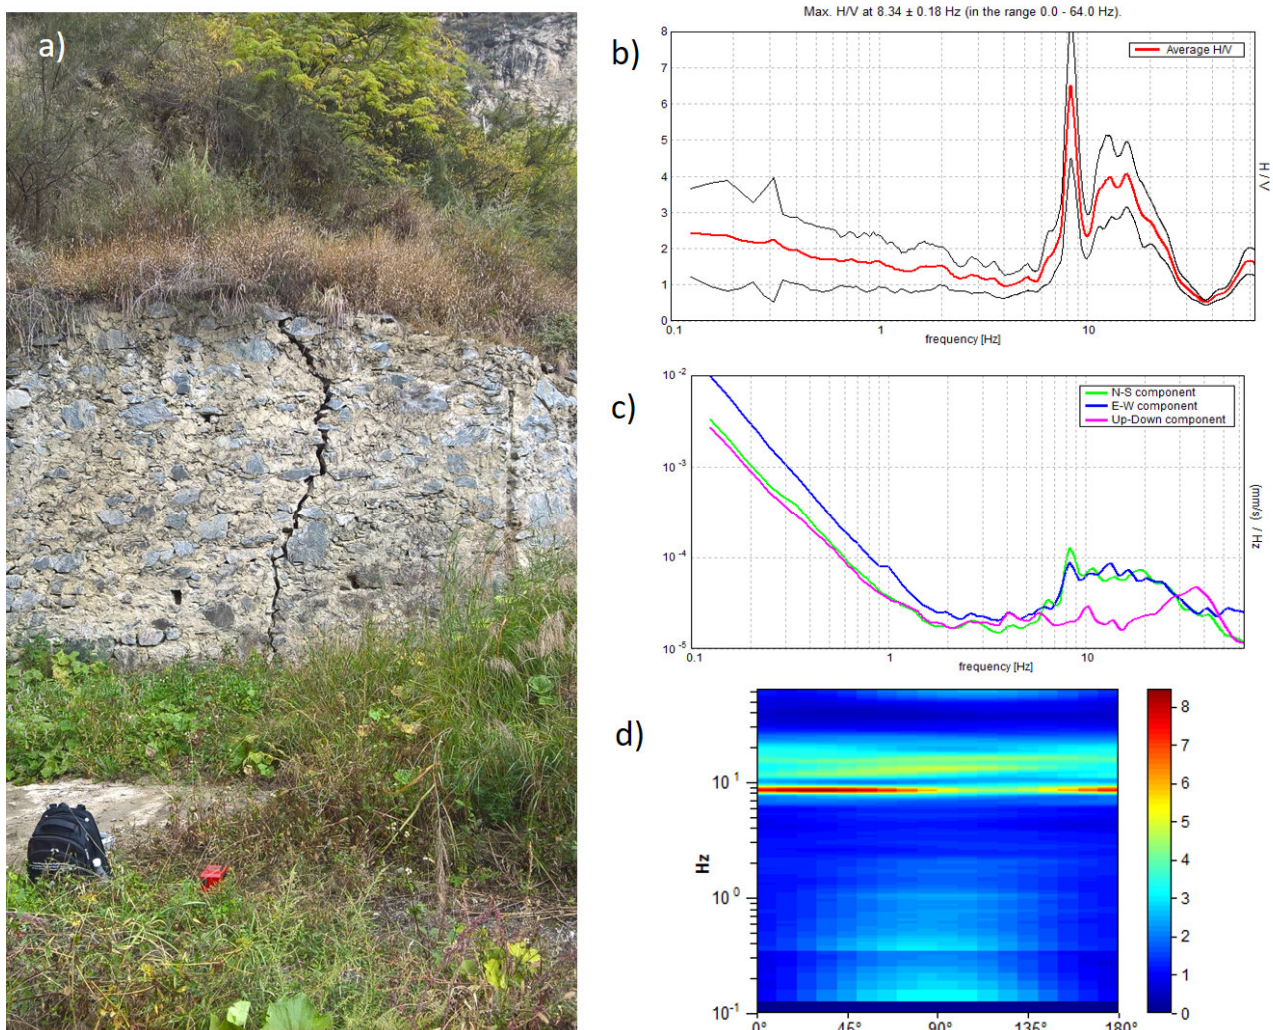 a)
Max. H/V at 8.34 ± 0.18 Hz (in the range 0.0 - 64.0 Hz).
b)
8
7
6
5
4
3
2
1
0
Average H/V
H / V
0.1
1
10
frequency [Hz]
c)
10⁻²
10⁻³
10⁻⁴
10⁻⁵
N-S component
E-W component
Up-Down component
(mm/s) / Hz
0.1
1
10
frequency [Hz]
d)
Hz
10¹
10⁰
10⁻¹
0°
45°
90°
135°
180°
8
7
6
5
4
3
2
1
0